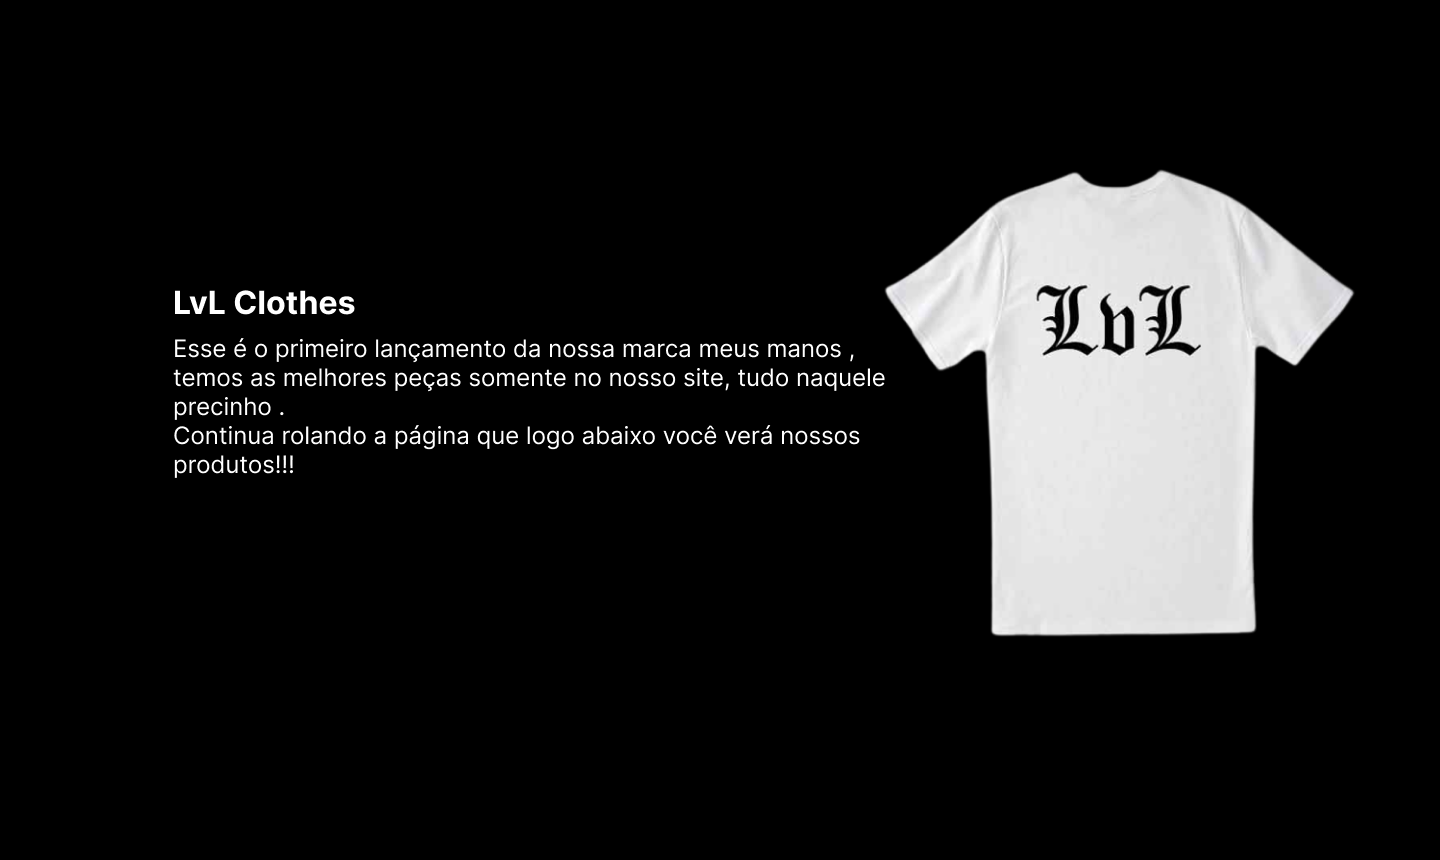 LvL Clothes
Esse é o primeiro lançamento da nossa marca meus manos ,
temos as melhores peças somente no nosso site, tudo naquele
precinho .
Continua rolando a página que logo abaixo você verá nossos
produtos!!!
LvL